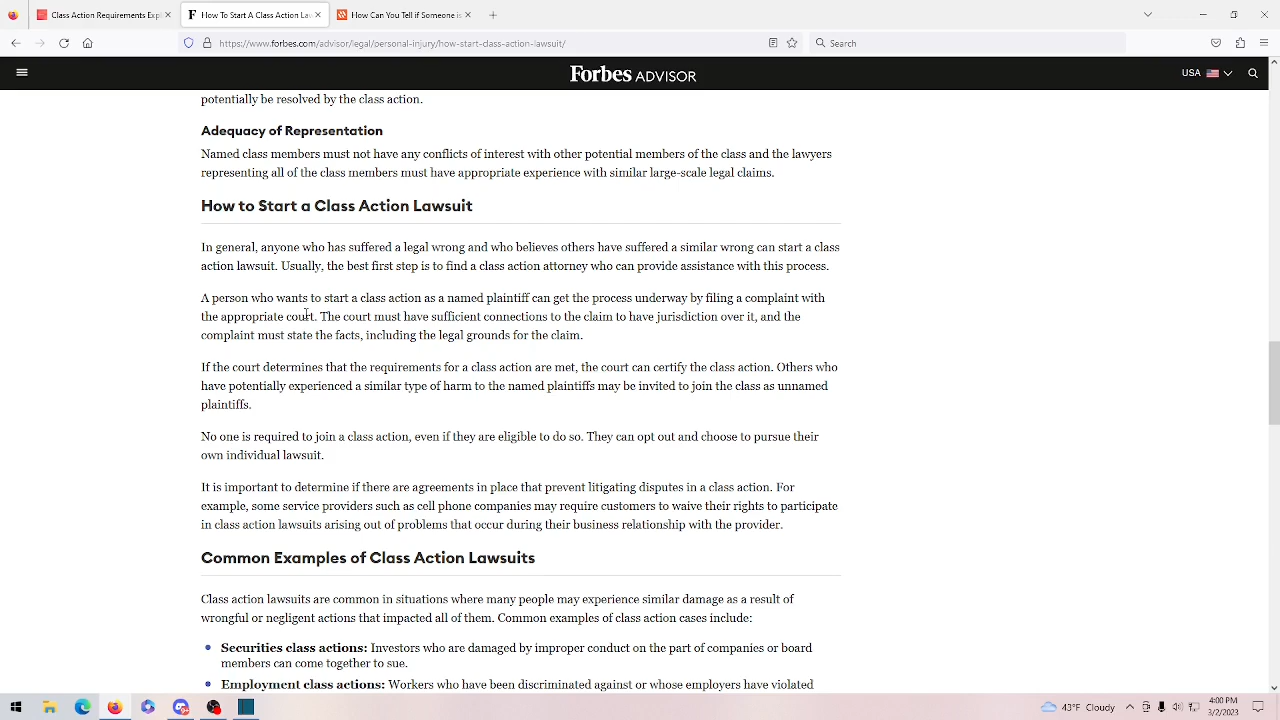 Class Action Requirements Exp
How To Start A Class Action La
How Can You Tell if Someone is
https://www.forbes.com/advisor/legal/personal-injury/how-start-class-action-lawsuit/
Search
Forbes ADVISOR
USA
potentially be resolved by the class action.
Adequacy of Representation
Named class members must not have any conflicts of interest with other potential members of the class and the lawyers
representing all of the class members must have appropriate experience with similar large-scale legal claims.
How to Start a Class Action Lawsuit
In general, anyone who has suffered a legal wrong and who believes others have suffered a similar wrong can start a class
action lawsuit. Usually, the best first step is to find a class action attorney who can provide assistance with this process.
A person who wants to start a class action as a named plaintiff can get the process underway by filing a complaint with
the appropriate court. The court must have sufficient connections to the claim to have jurisdiction over it, and the
complaint must state the facts, including the legal grounds for the claim.
If the court determines that the requirements for a class action are met, the court can certify the class action. Others who
have potentially experienced a similar type of harm to the named plaintiffs may be invited to join the class as unnamed
plaintiffs.
No one is required to join a class action, even if they are eligible to do so. They can opt out and choose to pursue their
own individual lawsuit.
It is important to determine if there are agreements in place that prevent litigating disputes in a class action. For
example, some service providers such as cell phone companies may require customers to waive their rights to participate
in class action lawsuits arising out of problems that occur during their business relationship with the provider.
Common Examples of Class Action Lawsuits
Class action lawsuits are common in situations where many people may experience similar damage as a result of
wrongful or negligent actions that impacted all of them. Common examples of class action cases include:
Securities class actions: Investors who are damaged by improper conduct on the part of companies or board
members can come together to sue.
Employment class actions: Workers who have been discriminated against or whose employers have violated
43°F Cloudy
4:00 PM
3/2/2023